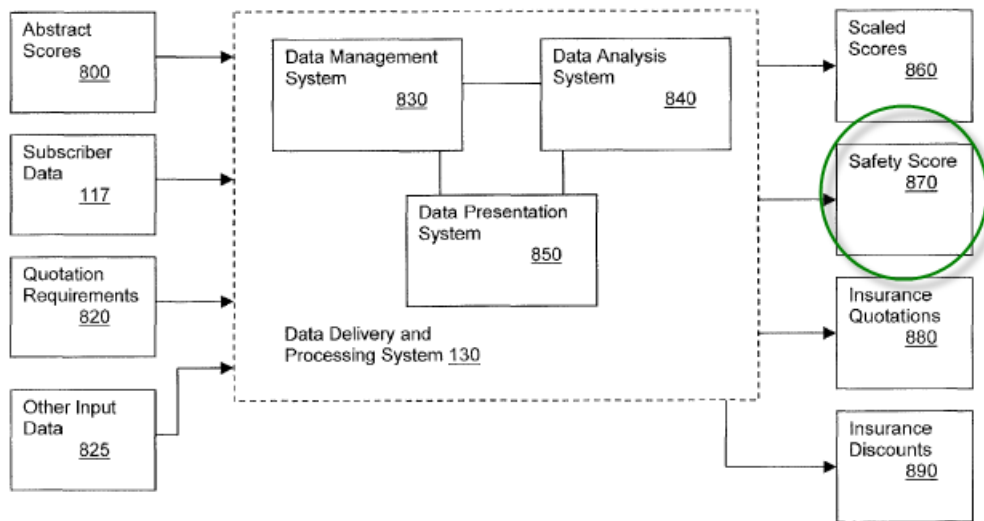 Abstract
Scores
800
Subscriber
Data
117
Quotation
Requirements
820
Other Input
Data
825
Data Management
System
830
Data Analysis
System
840
Data Presentation
System
850
Data Delivery and
Processing System 130
Scaled
Scores
860
Safety Score
870
Insurance
Quotations
880
Insurance
Discounts
890